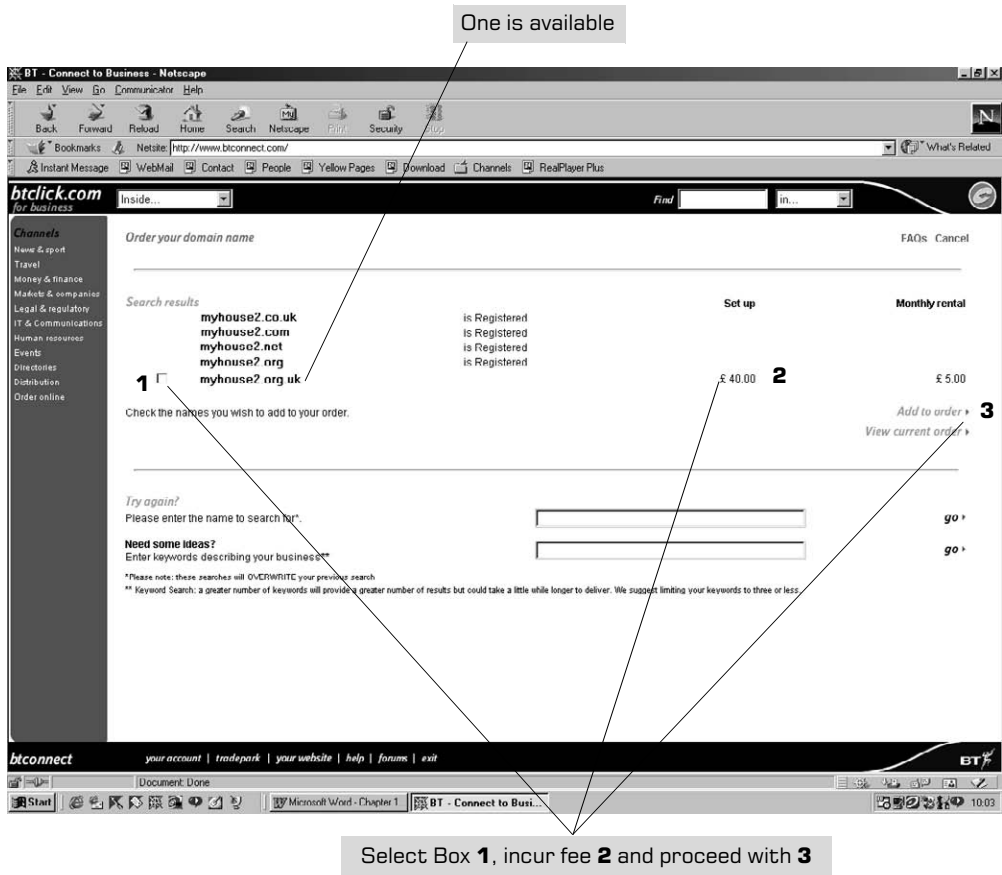 One is available
BT - Connect to Business - Netscape
File Edit View Go Communicator Help
Back Forward Reload Home Search Netscape Print Security Stop
Bookmarks Netsite: http://www.btconnect.com/ What's Related
Instant Message WebMail Contact People Yellow Pages Download Channels RealPlayer Plus
btclick.com
for business
Inside... Find in...
Channels
News & sport
Travel
Money & finance
Markets & companies
Legal & regulatory
IT & Communications
Human resources
Events
Directories
Distribution
Order online
Order your domain name FAQs Cancel
Search results Set up Monthly rental
myhouse2.co.uk is Registered
myhouse2.com is Registered
myhouse2.net is Registered
myhouse2.org is Registered
1 myhouse2.org.uk £ 40.00 2 £ 5.00
Check the names you wish to add to your order. Add to order 3
View current order
Try again?
Please enter the name to search for*. go
Need some Ideas?
Enter keywords describing your business** go
*Please note: these searches will OVERWRITE your previous search
** Keyword Search: a greater number of keywords will provide a greater number of results but could take a little while longer to deliver. We suggest limiting your keywords to three or less.
btconnect your account | tradepark | your website | help | forums | exit BT
Document: Done
Start Microsoft Word - Chapter 1 BT - Connect to Busi... 10:03
Select Box 1, incur fee 2 and proceed with 3